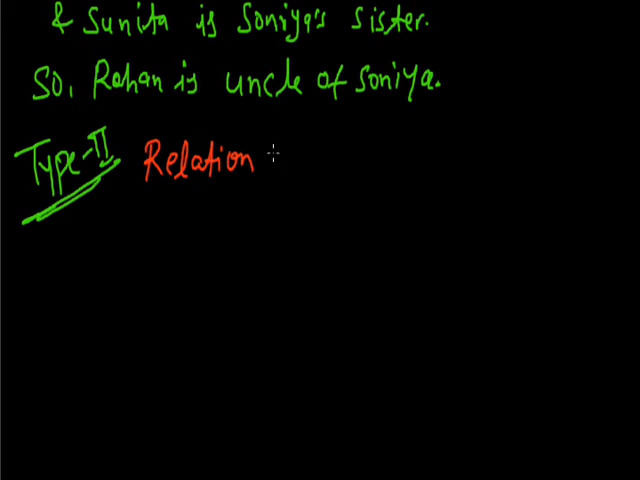 & Sunita is Soniya's sister.
So, Rohan is uncle of Soniya.
Type-II Relation